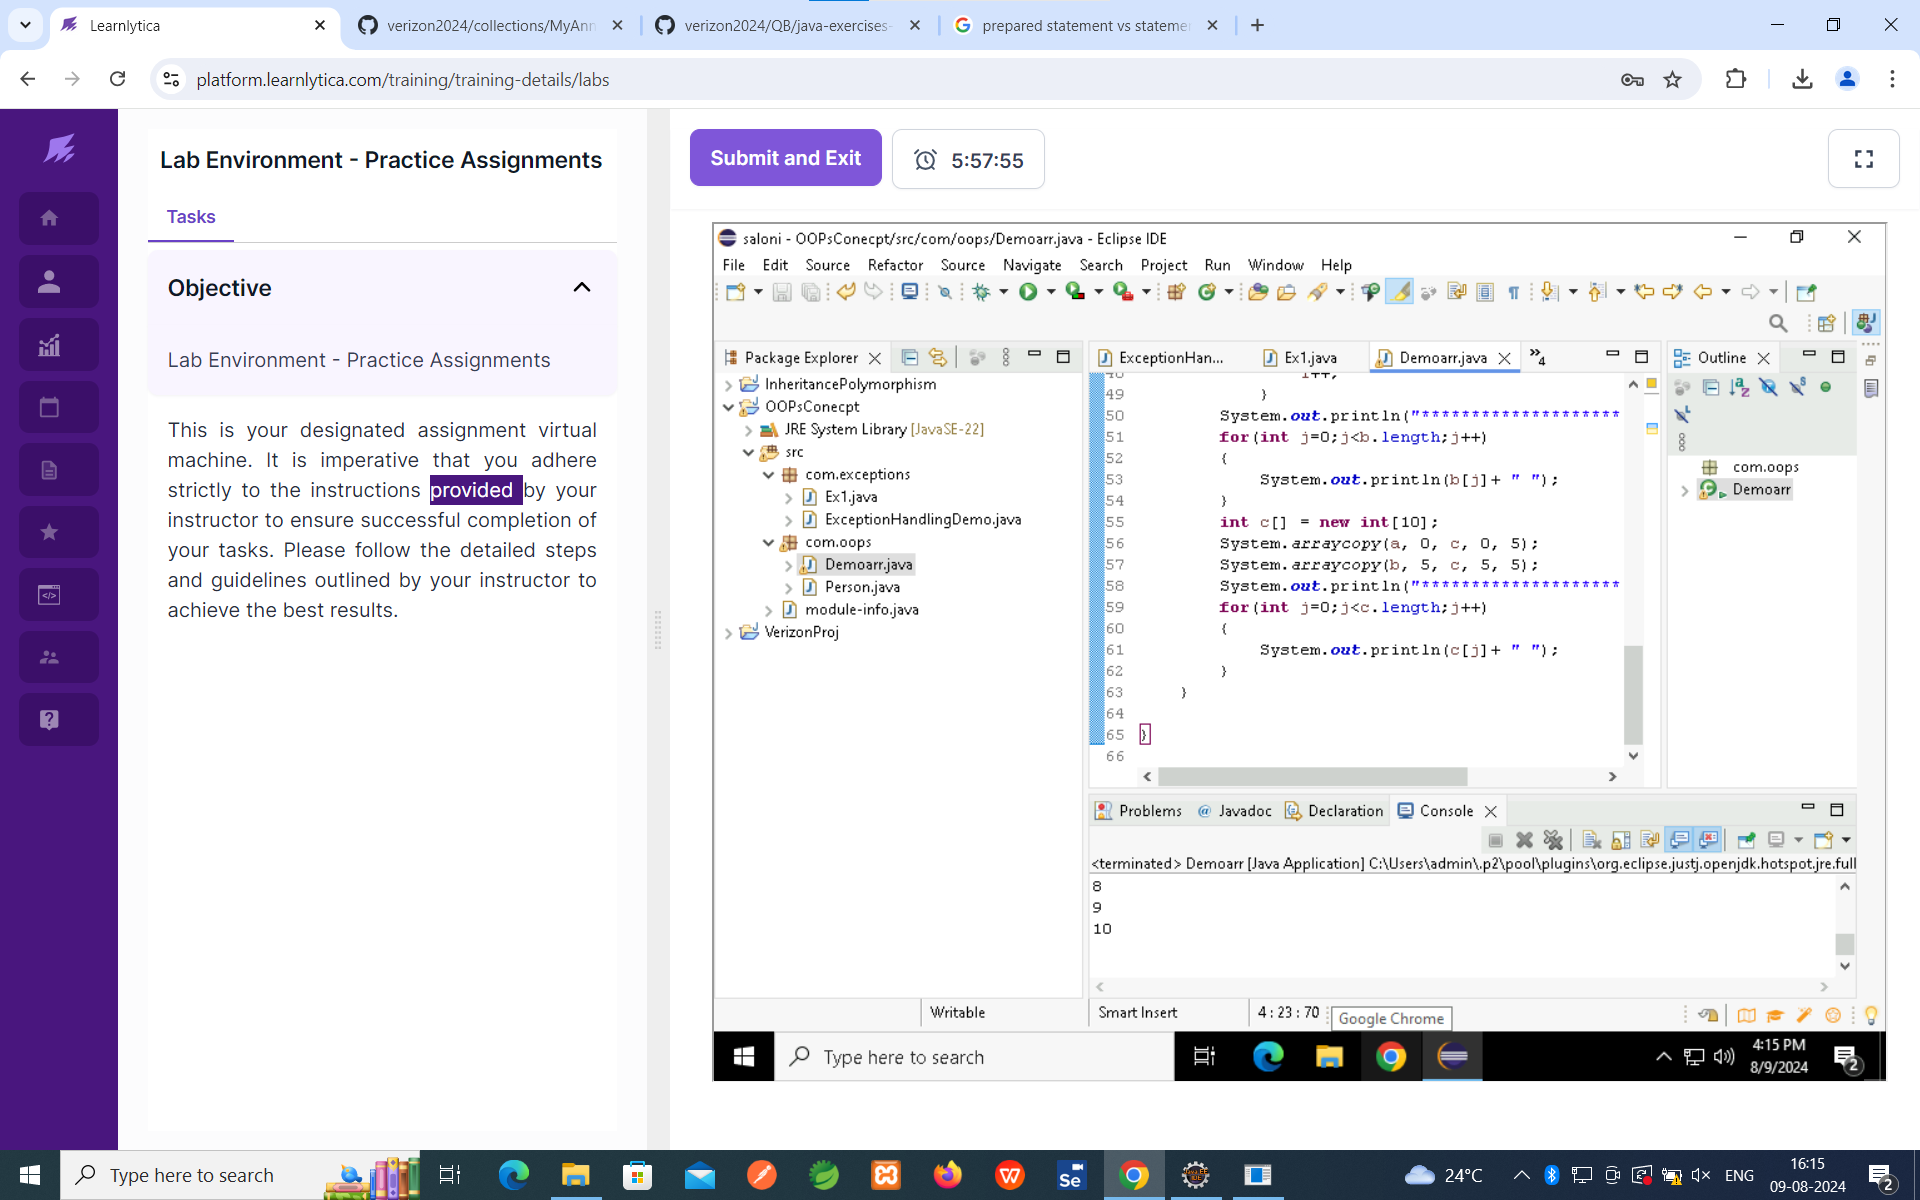 Learnlytica
verizon2024/collections/MyAnn
verizon2024/QB/java-exercises-
prepared statement vs stateme
platform.learnlytica.com/training/training-details/labs
Lab Environment - Practice Assignments
Tasks
Objective
Lab Environment - Practice Assignments
This is your designated assignment virtual
machine. It is imperative that you adhere
strictly to the instructions provided by your
instructor to ensure successful completion of
your tasks. Please follow the detailed steps
and guidelines outlined by your instructor to
achieve the best results.
Submit and Exit
5:57:55
saloni - OOPsConecpt/src/com/oops/Demoarr.java - Eclipse IDE
File Edit Source Refactor Source Navigate Search Project Run Window Help
Package Explorer
InheritancePolymorphism
OOPsConecpt
JRE System Library [JavaSE-22]
src
com.exceptions
Ex1.java
ExceptionHandlingDemo.java
com.oops
Demoarr.java
Person.java
module-info.java
VerizonProj
ExceptionHan...
Ex1.java
Demoarr.java
»4
48 i++;
49 }
50 System.out.println("********************
51 for(int j=0;j<b.length;j++)
52 {
53 System.out.println(b[j]+ " ");
54 }
55 int c[] = new int[10];
56 System.arraycopy(a, 0, c, 0, 5);
57 System.arraycopy(b, 5, c, 5, 5);
58 System.out.println("********************
59 for(int j=0;j<c.length;j++)
60 {
61 System.out.println(c[j]+ " ");
62 }
63 }
64
65 }
66
Outline
com.oops
Demoarr
Problems @ Javadoc Declaration Console
<terminated> Demoarr [Java Application] C:\Users\admin\.p2\pool\plugins\org.eclipse.justj.openjdk.hotspot.jre.full
8
9
10
Writable
Smart Insert
4 : 23 : 70
Google Chrome
Type here to search
4:15 PM
8/9/2024
2
Type here to search
24°C
ENG
16:15
09-08-2024
2